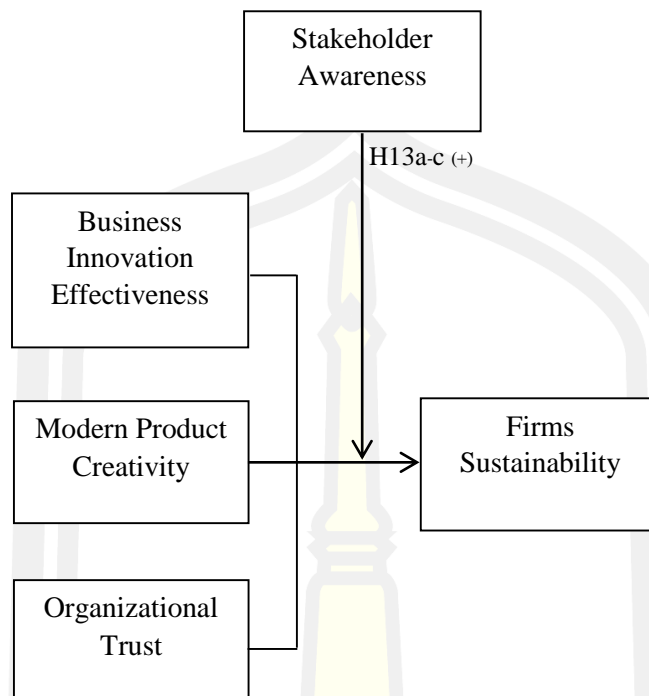 Stakeholder
Awareness
H13a-c (+)
Business
Innovation
Effectiveness
Modern Product
Creativity
Firms
Sustainability
Organizational
Trust